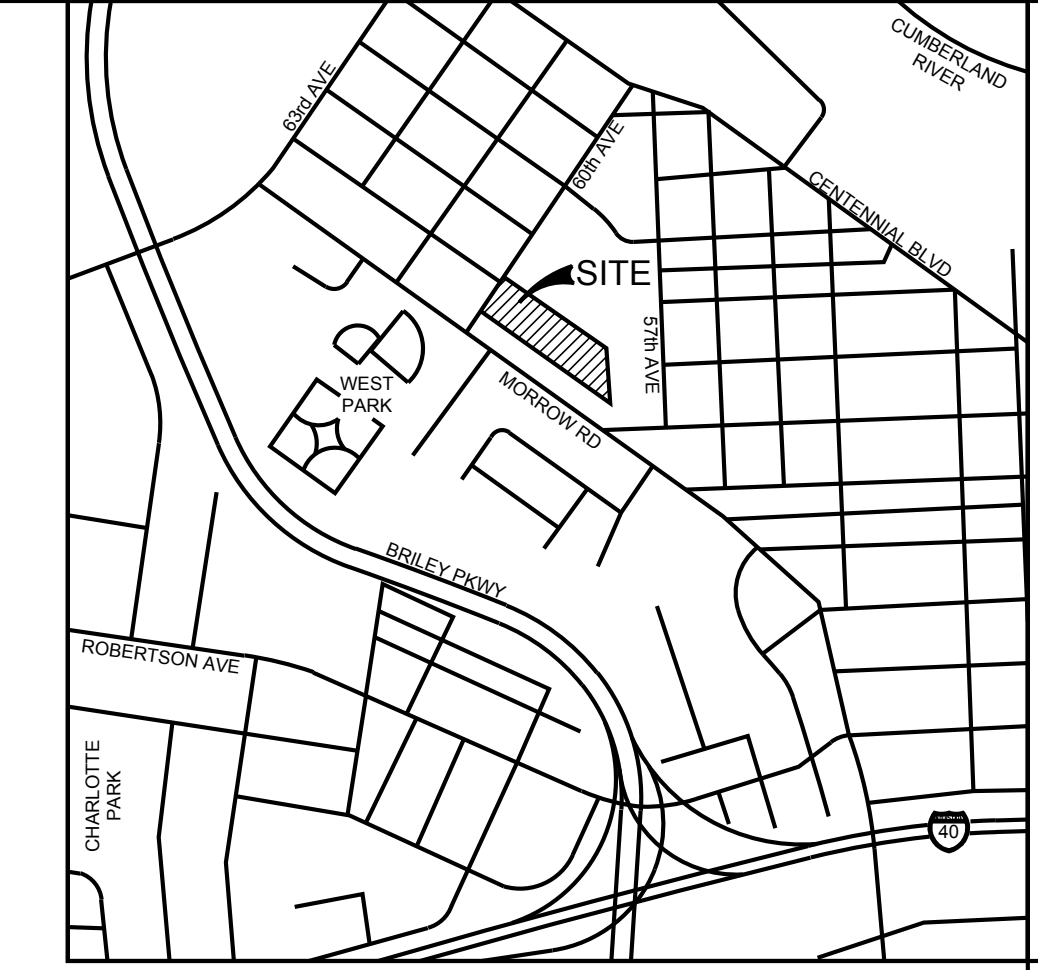 CUMBERLAND
RIVER
63rd AVE
60th AVE
CENTENNIAL BLVD
SITE
57th AVE
WEST
PARK
MORROW RD
BRILEY PKWY
ROBERTSON AVE
CHARLOTTE
PARK
40